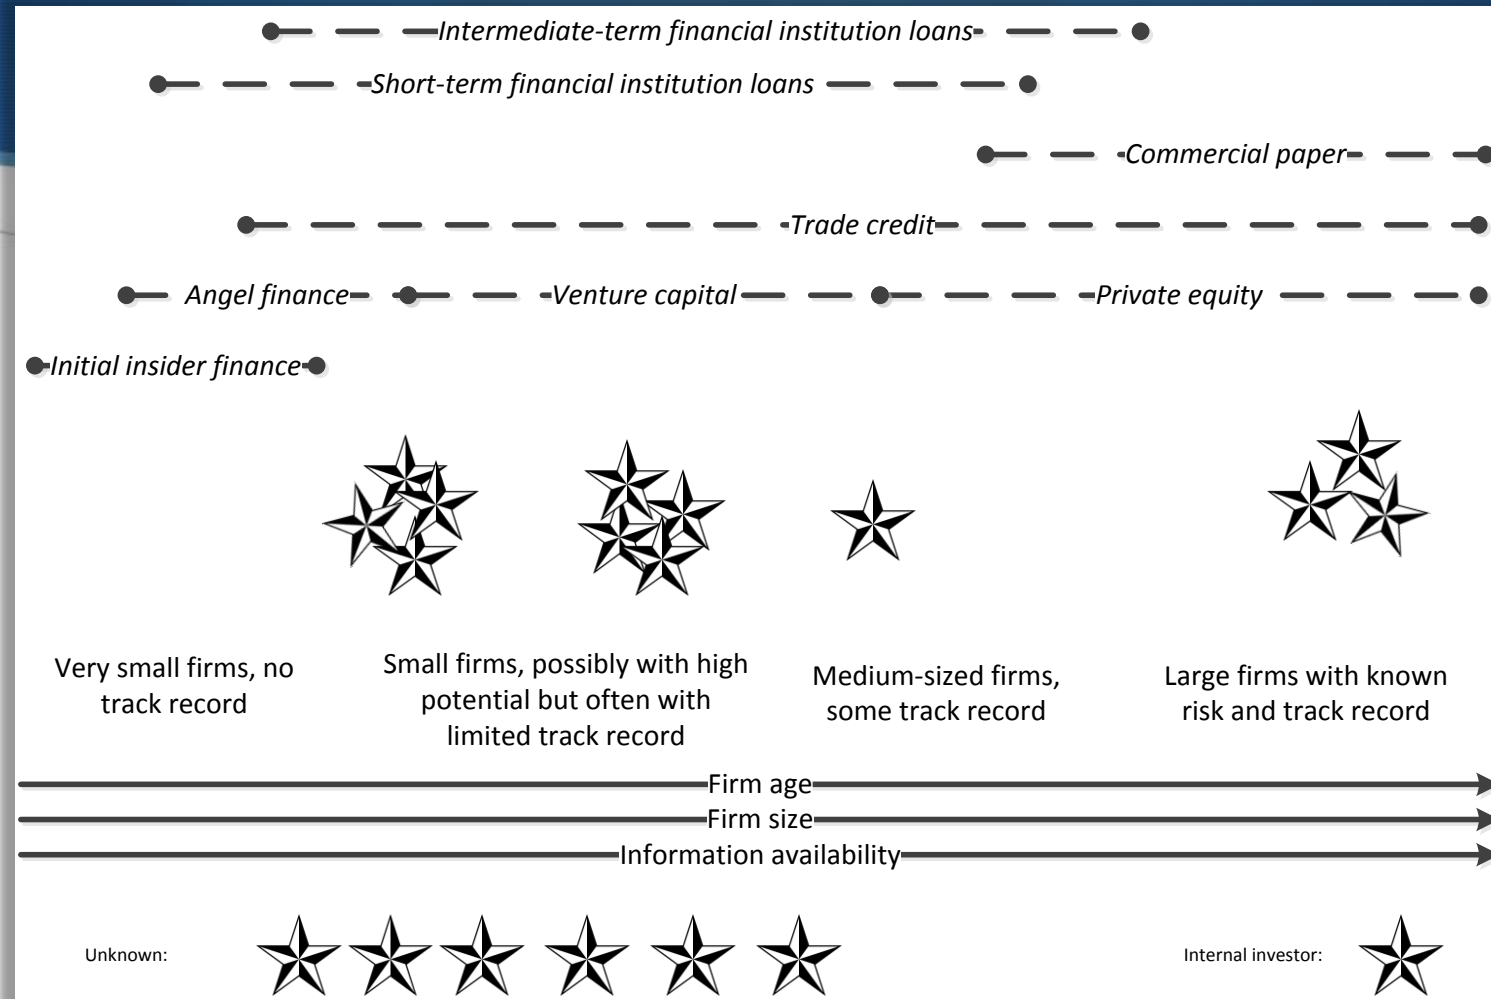 Intermediate-term financial institution loans
Short-term financial institution loans
Commercial paper
Trade credit
Angel finance
Venture capital
Private equity
Initial insider finance
Very small firms, no
track record
Small firms, possibly with high
potential but often with
limited track record
Medium-sized firms,
some track record
Large firms with known
risk and track record
Firm age
Firm size
Information availability
Unknown:
Internal investor: